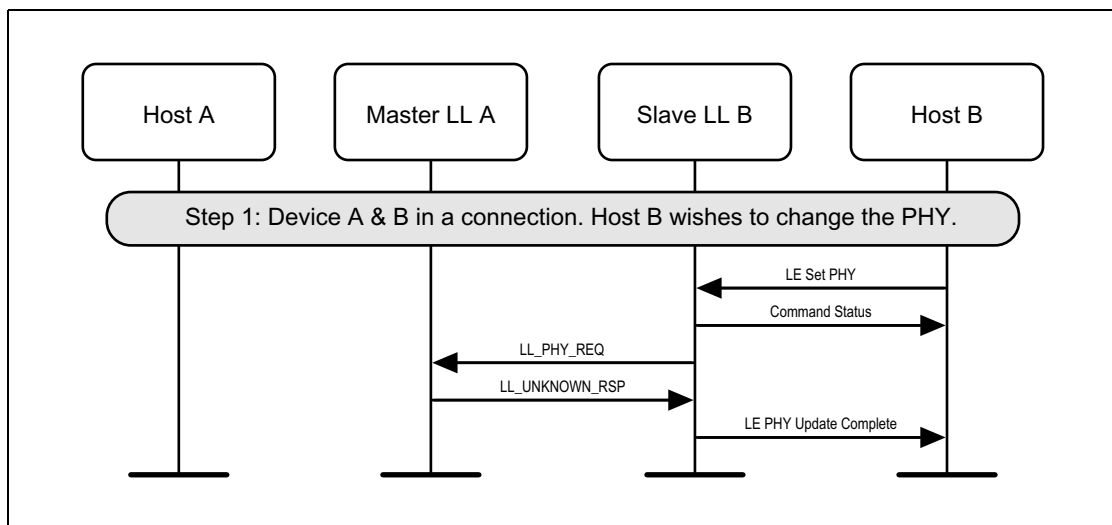 Host A
Master LL A
Slave LL B
Host B
Step 1: Device A & B in a connection. Host B wishes to change the PHY.
LE Set PHY
Command Status
LL_PHY_REQ
LL_UNKNOWN_RSP
LE PHY Update Complete